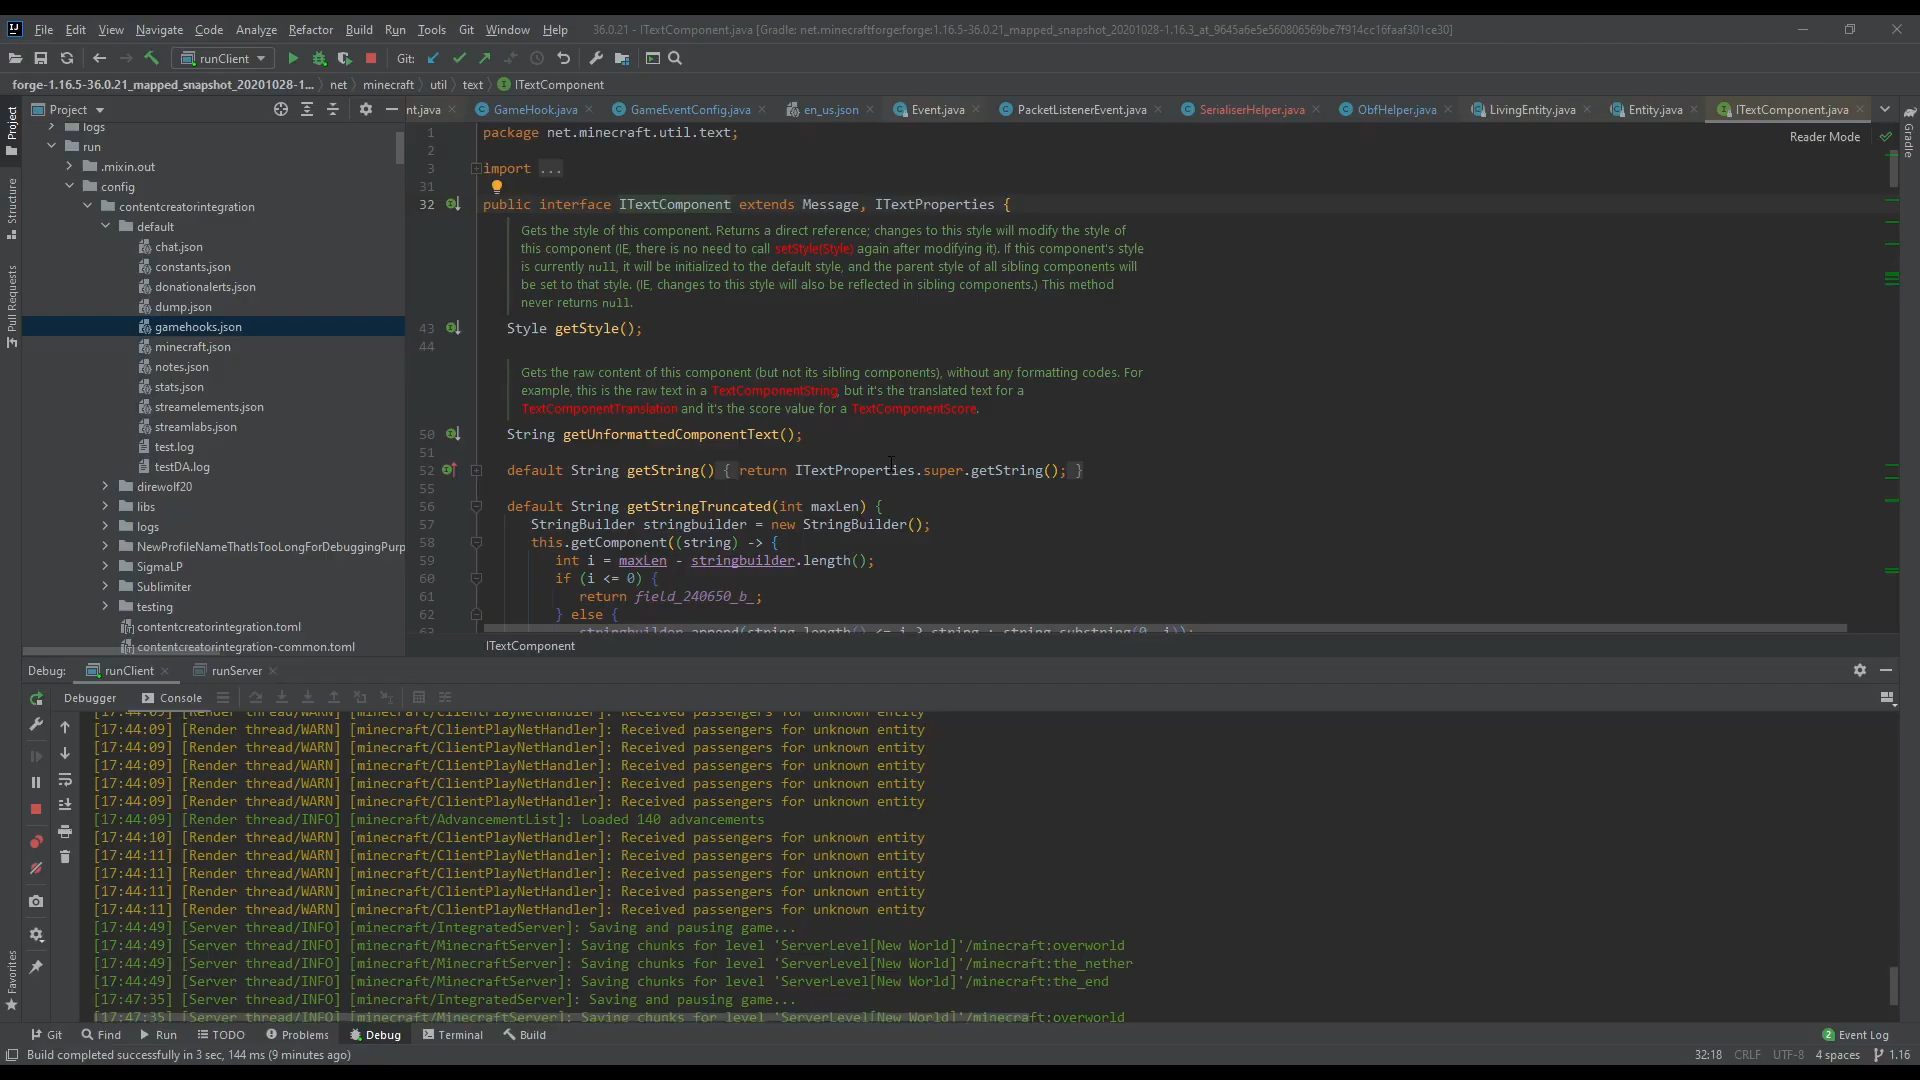 File Edit View Navigate Code Analyze Refactor Build Run Tools Git Window Help 36.0.21 - ITextComponent.java [Gradle: net.minecraftforge:forge:1.16.5-36.0.21_mapped_snapshot_20201028-1.16.3_at_9645a6e5e560806569be7f914cc16faaf301ce30]
runClient Git:
forge-1.16.5-36.0.21_mapped_snapshot_20201028-1... net minecraft util text ITextComponent
Project
nt.java GameHook.java GameEventConfig.java en_us.json Event.java PacketListenerEvent.java SerialiserHelper.java ObfHelper.java LivingEntity.java Entity.java ITextComponent.java
Reader Mode
Project
Structure
Pull Requests
Favorites
Gradle
logs
run
.mixin.out
config
contentcreatorintegration
default
chat.json
constants.json
donationalerts.json
dump.json
gamehooks.json
minecraft.json
notes.json
stats.json
streamelements.json
streamlabs.json
test.log
testDA.log
direwolf20
libs
logs
NewProfileNameThatIsTooLongForDebuggingPurp
SigmaLP
Sublimiter
testing
contentcreatorintegration.toml
contentcreatorintegration-common.toml
1 package net.minecraft.util.text;
2
3 import ...
31
32 public interface ITextComponent extends Message, ITextProperties {
Gets the style of this component. Returns a direct reference; changes to this style will modify the style of
this component (IE, there is no need to call setStyle(Style) again after modifying it). If this component's style
is currently null, it will be initialized to the default style, and the parent style of all sibling components will
be set to that style. (IE, changes to this style will also be reflected in sibling components.) This method
never returns null.
43 Style getStyle();
44
Gets the raw content of this component (but not its sibling components), without any formatting codes. For
example, this is the raw text in a TextComponentString, but it's the translated text for a
TextComponentTranslation and it's the score value for a TextComponentScore.
50 String getUnformattedComponentText();
51
52 default String getString() { return ITextProperties.super.getString(); }
55
56 default String getStringTruncated(int maxLen) {
57 StringBuilder stringbuilder = new StringBuilder();
58 this.getComponent((string) -> {
59 int i = maxLen - stringbuilder.length();
60 if (i <= 0) {
61 return field_240650_b_;
62 } else {
63 stringbuilder.append(string.length() <= i ? string : string.substring(0, i));
ITextComponent
Debug: runClient runServer
Debugger Console
[17:44:09] [Render thread/WARN] [minecraft/ClientPlayNetHandler]: Received passengers for unknown entity
[17:44:09] [Render thread/WARN] [minecraft/ClientPlayNetHandler]: Received passengers for unknown entity
[17:44:09] [Render thread/WARN] [minecraft/ClientPlayNetHandler]: Received passengers for unknown entity
[17:44:09] [Render thread/WARN] [minecraft/ClientPlayNetHandler]: Received passengers for unknown entity
[17:44:09] [Render thread/WARN] [minecraft/ClientPlayNetHandler]: Received passengers for unknown entity
[17:44:09] [Render thread/WARN] [minecraft/ClientPlayNetHandler]: Received passengers for unknown entity
[17:44:09] [Render thread/INFO] [minecraft/AdvancementList]: Loaded 140 advancements
[17:44:10] [Render thread/WARN] [minecraft/ClientPlayNetHandler]: Received passengers for unknown entity
[17:44:11] [Render thread/WARN] [minecraft/ClientPlayNetHandler]: Received passengers for unknown entity
[17:44:11] [Render thread/WARN] [minecraft/ClientPlayNetHandler]: Received passengers for unknown entity
[17:44:11] [Render thread/WARN] [minecraft/ClientPlayNetHandler]: Received passengers for unknown entity
[17:44:11] [Render thread/WARN] [minecraft/ClientPlayNetHandler]: Received passengers for unknown entity
[17:44:49] [Server thread/INFO] [minecraft/IntegratedServer]: Saving and pausing game...
[17:44:49] [Server thread/INFO] [minecraft/MinecraftServer]: Saving chunks for level 'ServerLevel[New World]'/minecraft:overworld
[17:44:49] [Server thread/INFO] [minecraft/MinecraftServer]: Saving chunks for level 'ServerLevel[New World]'/minecraft:the_nether
[17:44:49] [Server thread/INFO] [minecraft/MinecraftServer]: Saving chunks for level 'ServerLevel[New World]'/minecraft:the_end
[17:47:35] [Server thread/INFO] [minecraft/IntegratedServer]: Saving and pausing game...
[17:47:35] [Server thread/INFO] [minecraft/MinecraftServer]: Saving chunks for level 'ServerLevel[New World]'/minecraft:overworld
Git Find Run TODO Problems Debug Terminal Build 2 Event Log
Build completed successfully in 3 sec, 144 ms (9 minutes ago) 32:18 CRLF UTF-8 4 spaces 1.16